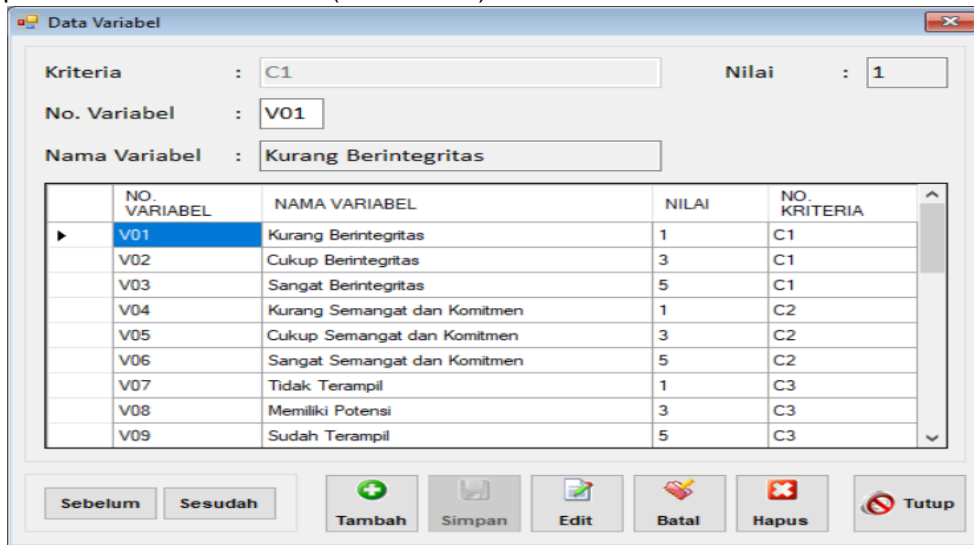 Data Variabel
Kriteria : C1 Nilai : 1
No. Variabel : V01
Nama Variabel : Kurang Berintegritas
NO. VARIABEL NAMA VARIABEL NILAI NO. KRITERIA
V01 Kurang Berintegritas 1 C1
V02 Cukup Berintegritas 3 C1
V03 Sangat Berintegritas 5 C1
V04 Kurang Semangat dan Komitmen 1 C2
V05 Cukup Semangat dan Komitmen 3 C2
V06 Sangat Semangat dan Komitmen 5 C2
V07 Tidak Terampil 1 C3
V08 Memiliki Potensi 3 C3
V09 Sudah Terampil 5 C3
Sebelum Sesudah Tambah Simpan Edit Batal Hapus Tutup